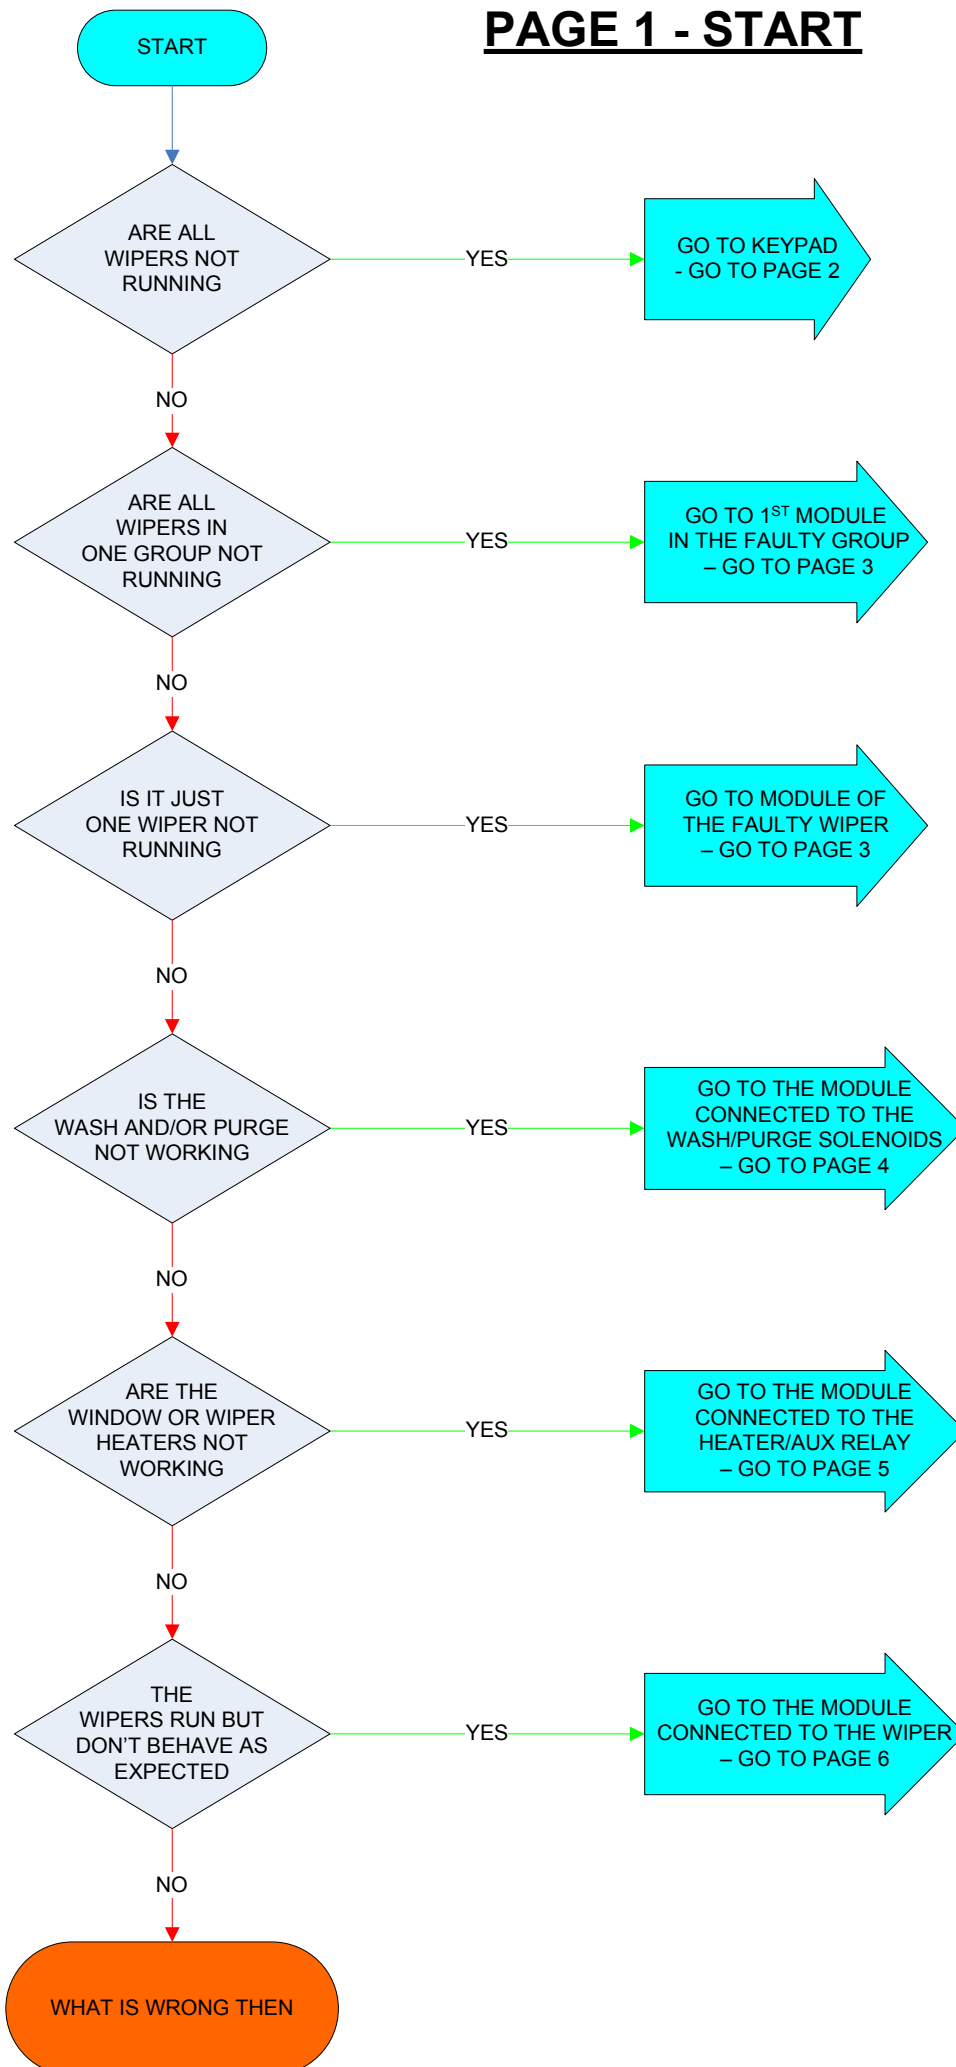 PAGE 1 - START
START
ARE ALL
WIPERS NOT
RUNNING
YES
GO TO KEYPAD
- GO TO PAGE 2
NO
ARE ALL
WIPERS IN
ONE GROUP NOT
RUNNING
YES
GO TO 1ST MODULE
IN THE FAULTY GROUP
– GO TO PAGE 3
NO
IS IT JUST
ONE WIPER NOT
RUNNING
YES
GO TO MODULE OF
THE FAULTY WIPER
– GO TO PAGE 3
NO
IS THE
WASH AND/OR PURGE
NOT WORKING
YES
GO TO THE MODULE
CONNECTED TO THE
WASH/PURGE SOLENOIDS
– GO TO PAGE 4
NO
ARE THE
WINDOW OR WIPER
HEATERS NOT
WORKING
YES
GO TO THE MODULE
CONNECTED TO THE
HEATER/AUX RELAY
– GO TO PAGE 5
NO
THE
WIPERS RUN BUT
DON’T BEHAVE AS
EXPECTED
YES
GO TO THE MODULE
CONNECTED TO THE WIPER
– GO TO PAGE 6
NO
WHAT IS WRONG THEN